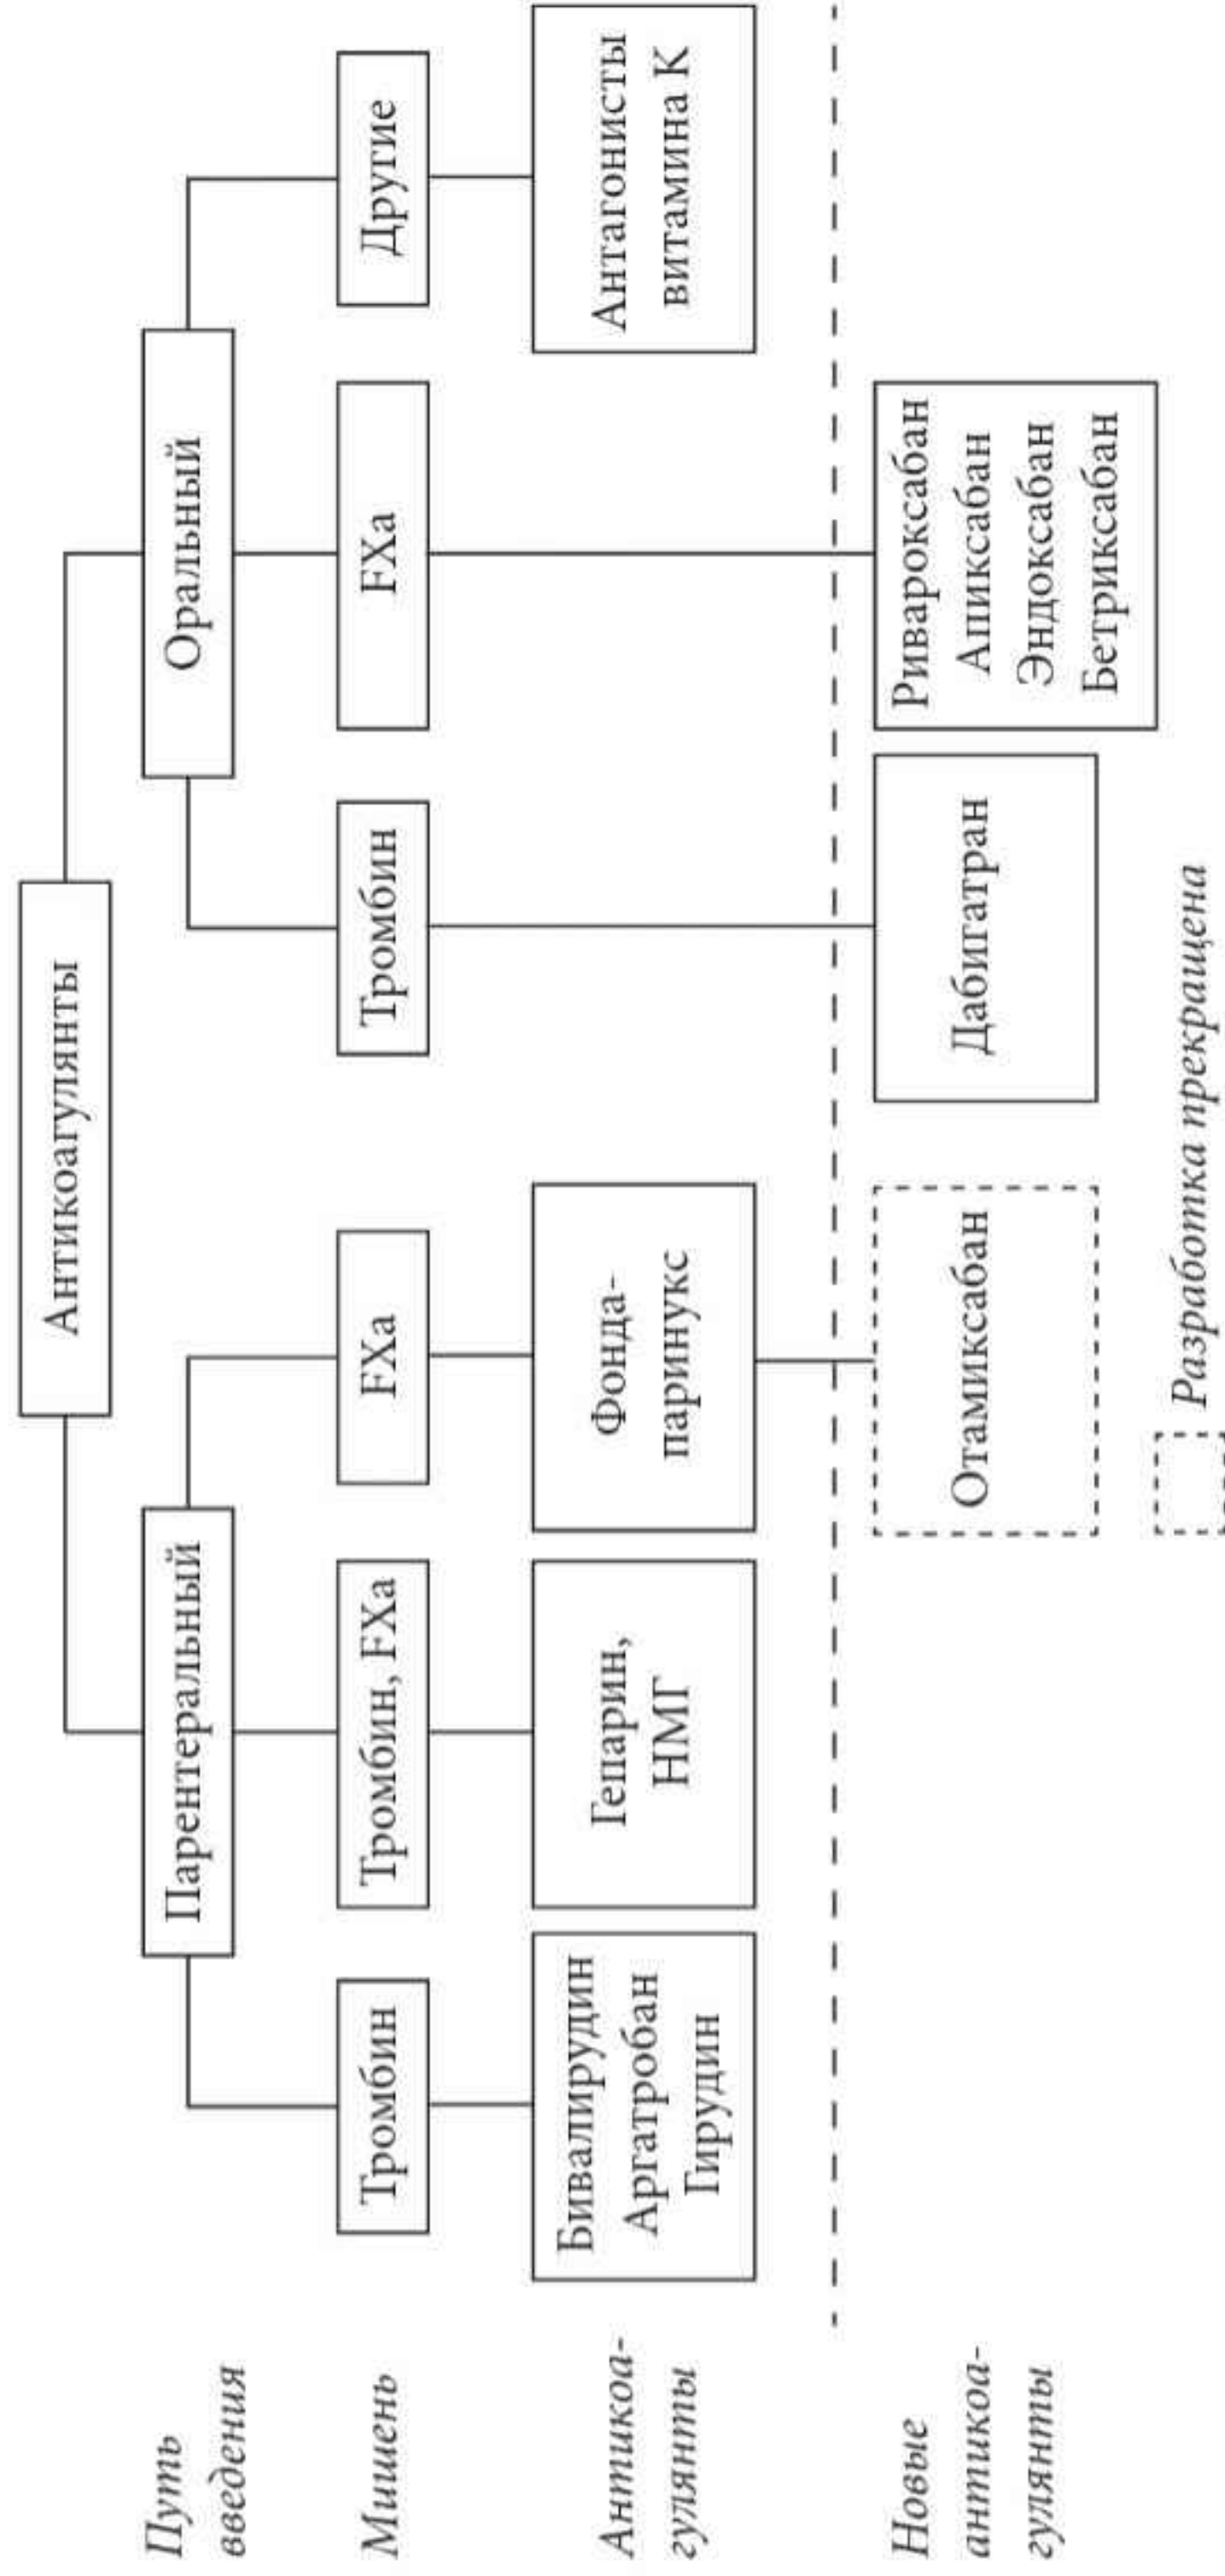 Антикоагулянты
Путь
введения
Парентеральный
Оральный
Мишень
Тромбин
Тромбин, FXa
FXa
Тромбин
FXa
Другие
Антикоа-
гулянты
Бивалирудин
Аргатробан
Гирудин
Гепарин,
НМГ
Фонда-
паринукс
Антагонисты
витамина К
Новые
антикоа-
гулянты
Отамиксабан
Дабигатран
Ривароксабан
Апиксабан
Эндоксабан
Бетриксабан
Разработка прекращена